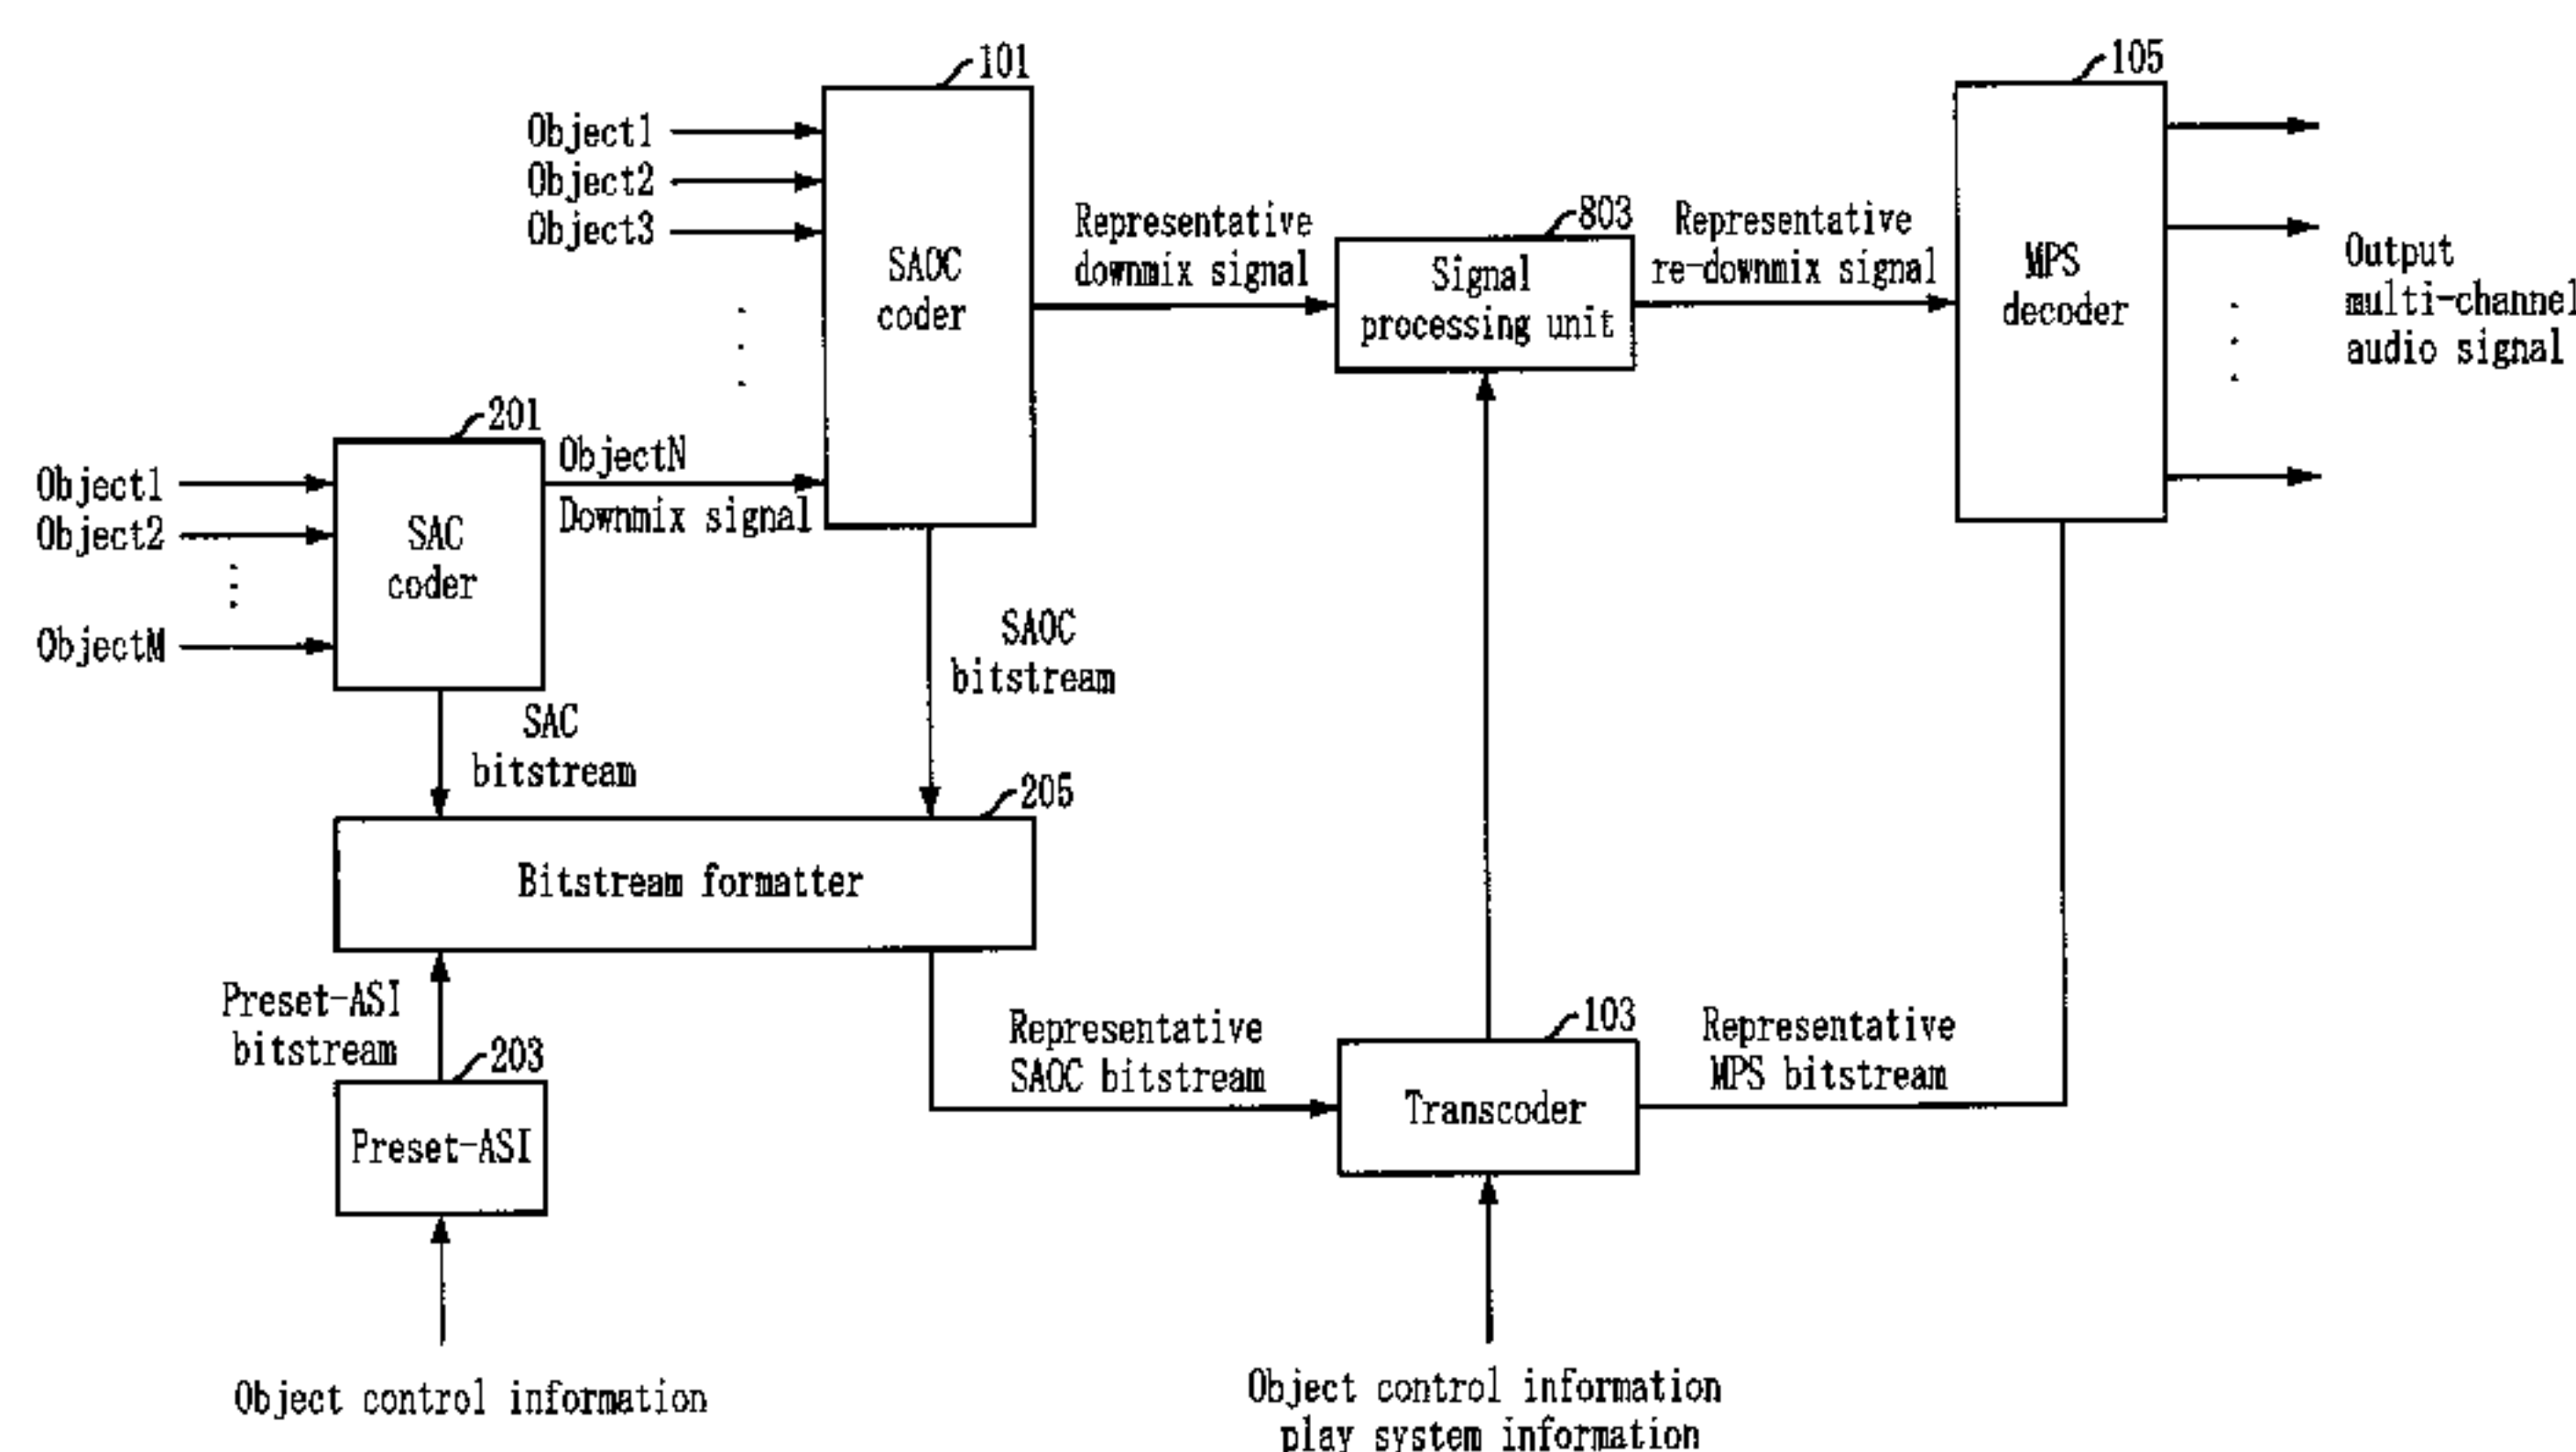 101
105
Object1
Object2
Object3
SAOC
coder
Representative
downmix signal
803
Signal
processing unit
Representative
re-downmix signal
MPS
decoder
Output
multi-channel
audio signal
201
Object1
Object2
ObjectM
SAC
coder
ObjectN
Downmix signal
SAC
bitstream
SAOC
bitstream
205
Bitstream formatter
Preset-ASI
bitstream
203
Preset-ASI
Object control information
Representative
SAOC bitstream
103
Transcoder
Representative
MPS bitstream
Object control information
play system information